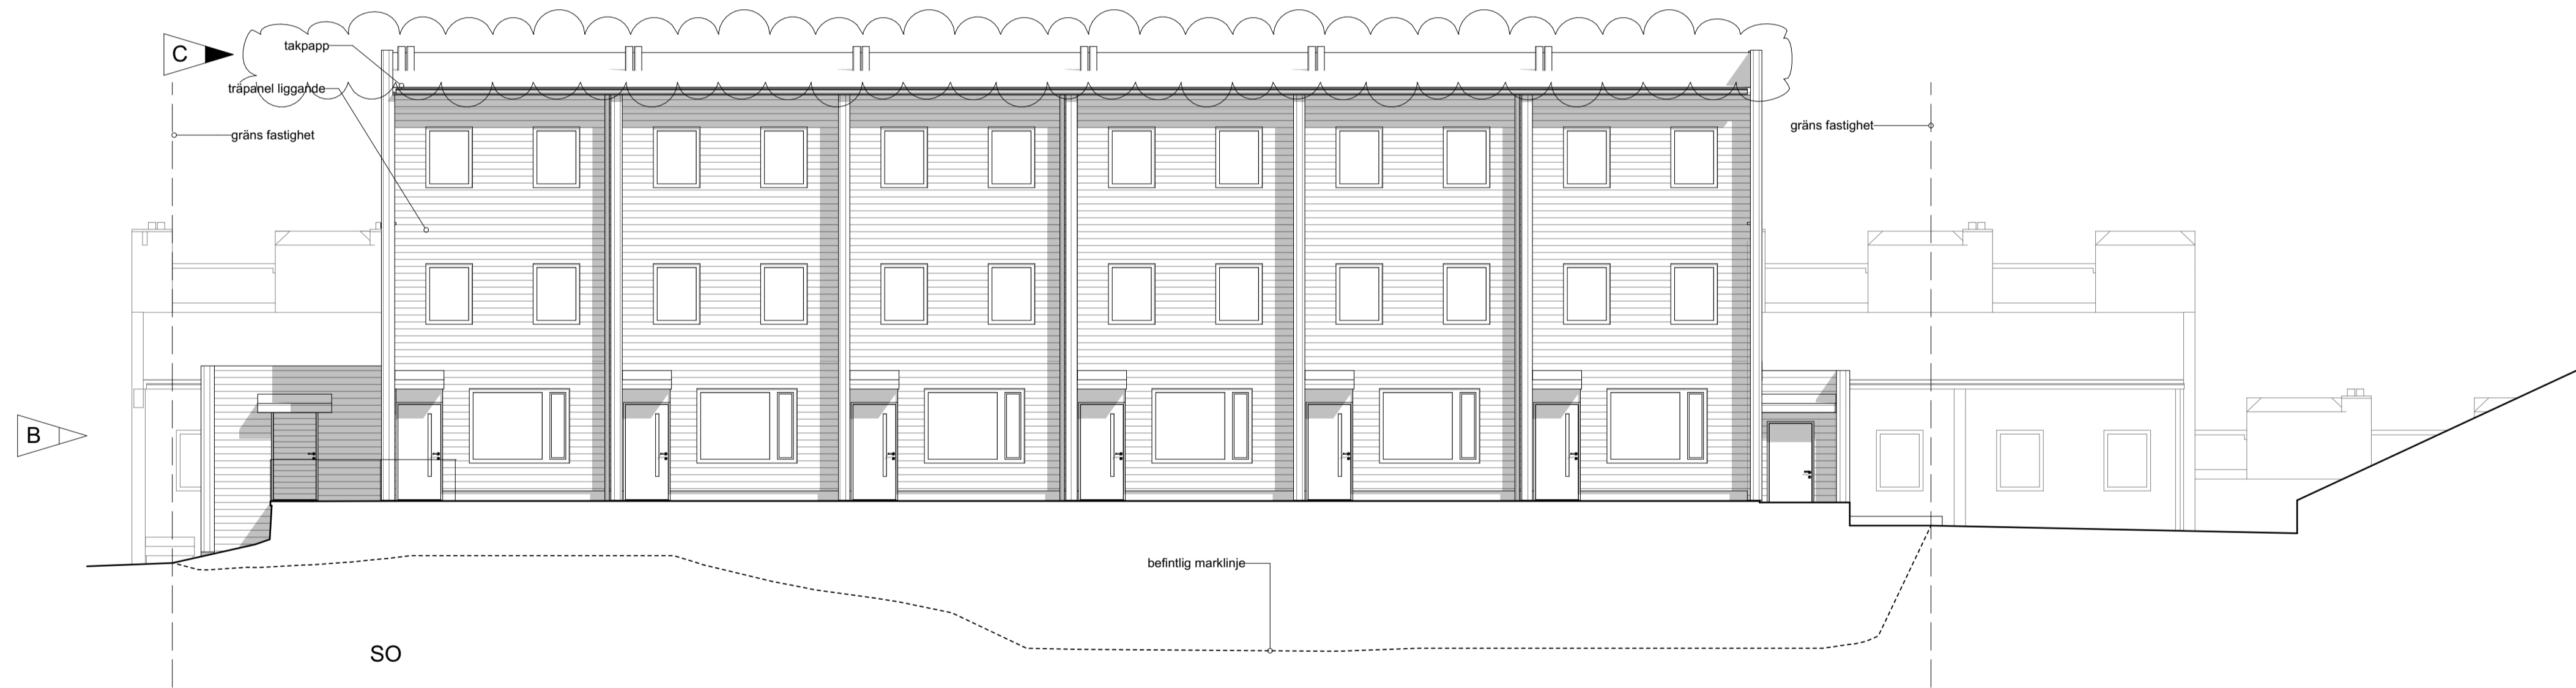 C
takpapp
träpanel liggande
gräns fastighet
gräns fastighet
B
befintlig marklinje
SO